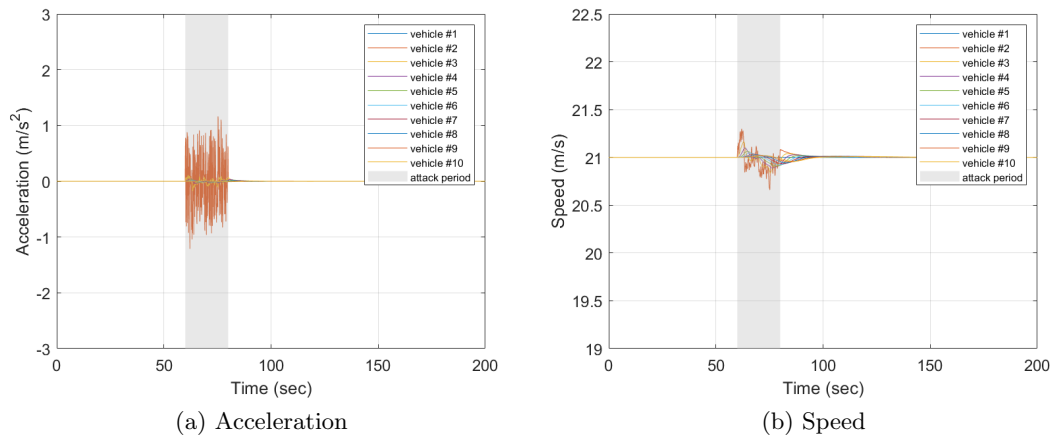 3
2
1
0
-1
-2
-3
Acceleration (m/s²)
0
50
100
150
200
Time (sec)
vehicle #1
vehicle #2
vehicle #3
vehicle #4
vehicle #5
vehicle #6
vehicle #7
vehicle #8
vehicle #9
vehicle #10
attack period
(a) Acceleration
22.5
22
21.5
21
20.5
20
19.5
19
Speed (m/s)
0
50
100
150
200
Time (sec)
vehicle #1
vehicle #2
vehicle #3
vehicle #4
vehicle #5
vehicle #6
vehicle #7
vehicle #8
vehicle #9
vehicle #10
attack period
(b) Speed